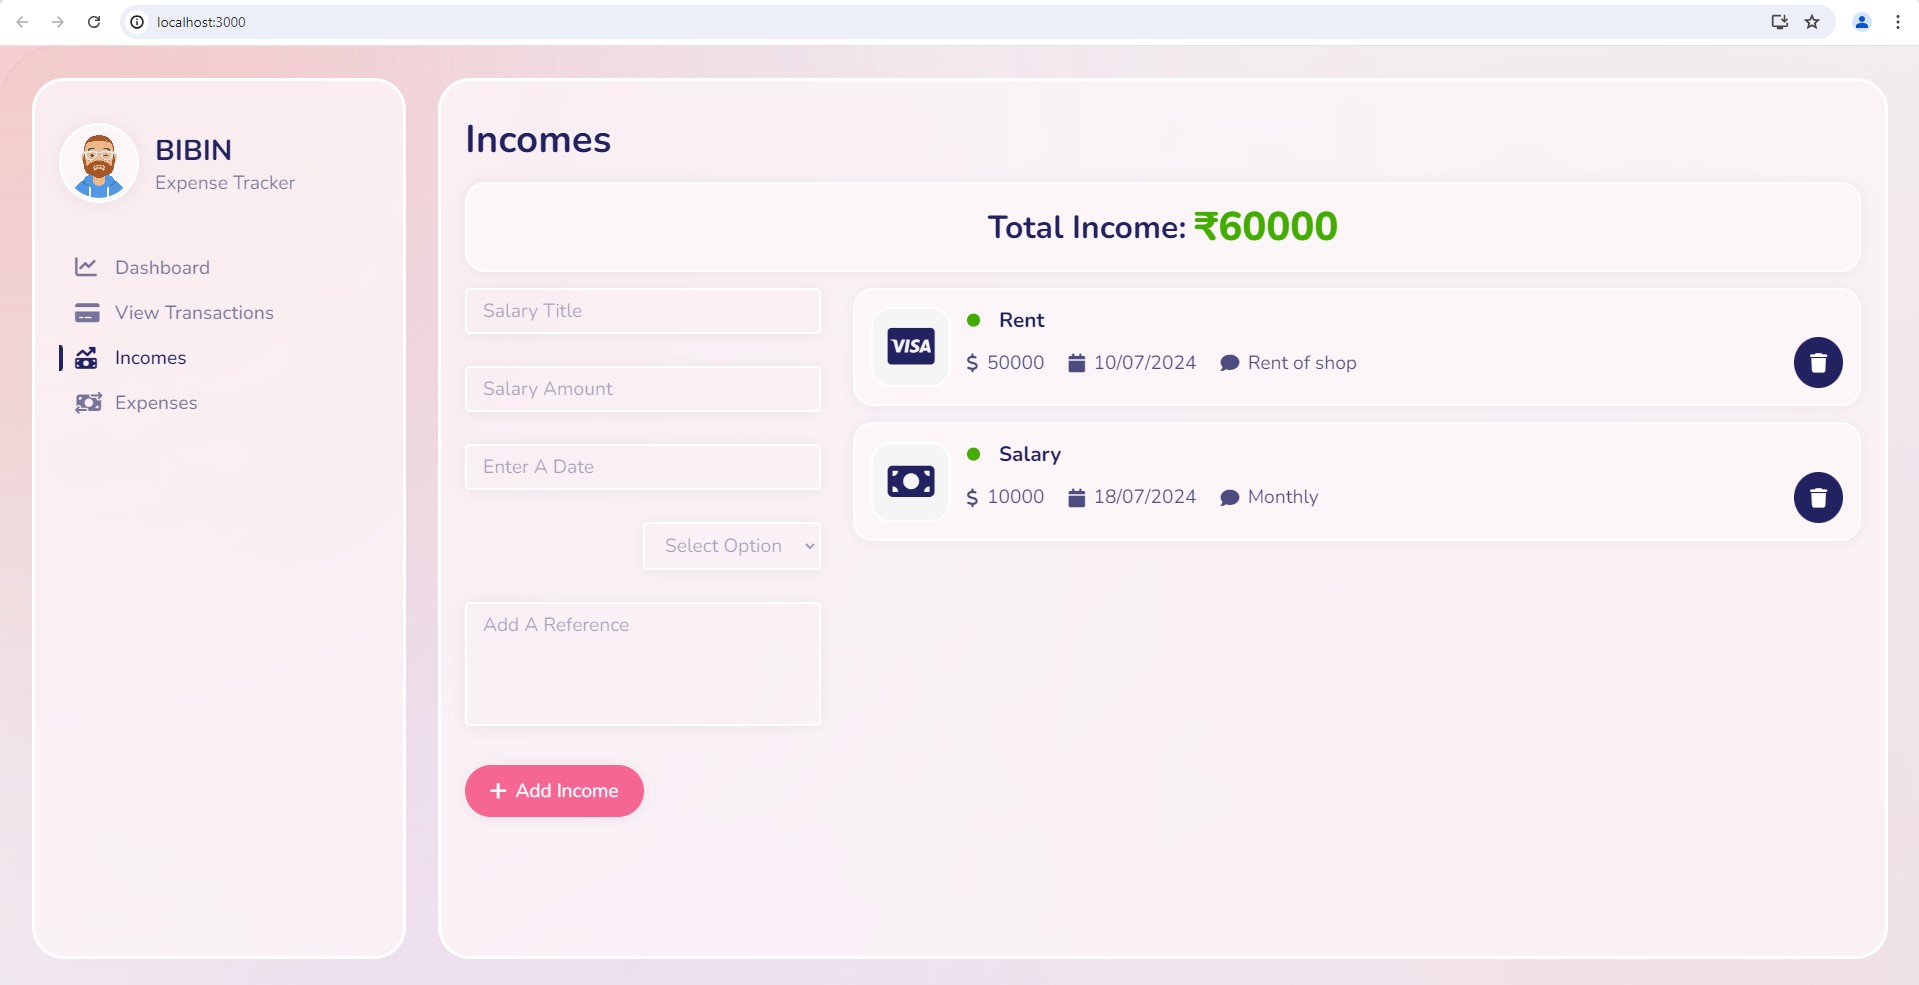 localhost:3000
BIBIN
Expense Tracker
Dashboard
View Transactions
Incomes
Expenses
Incomes
Total Income: ₹60000
Salary Title
Salary Amount
Enter A Date
Select Option
Add A Reference
+ Add Income
VISA
Rent
$ 50000 10/07/2024 Rent of shop
Salary
$ 10000 18/07/2024 Monthly